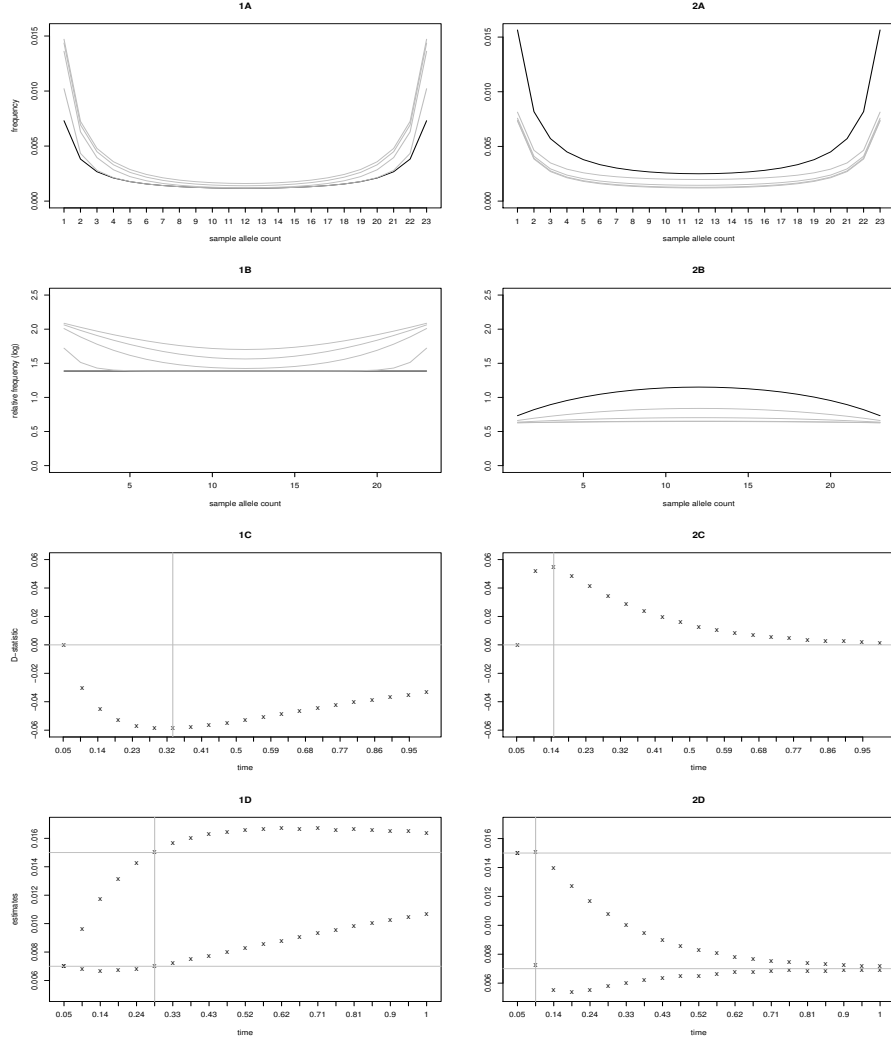 1A
frequency
0.000 0.005 0.010 0.015
1 2 3 4 5 6 7 8 9 10 11 12 13 14 15 16 17 18 19 20 21 22 23
sample allele count
2A
0.000 0.005 0.010 0.015
1 2 3 4 5 6 7 8 9 10 11 12 13 14 15 16 17 18 19 20 21 22 23
sample allele count
1B
relative frequency (log)
0.0 0.5 1.0 1.5 2.0 2.5
5 10 15 20
sample allele count
2B
0.0 0.5 1.0 1.5 2.0 2.5
5 10 15 20
sample allele count
1C
D−statistic
−0.06 −0.04 −0.02 0.00 0.02 0.04 0.06
0.05 0.14 0.23 0.32 0.41 0.5 0.59 0.68 0.77 0.86 0.95
time
2C
−0.06 −0.04 −0.02 0.00 0.02 0.04 0.06
0.05 0.14 0.23 0.32 0.41 0.5 0.59 0.68 0.77 0.86 0.95
time
1D
estimates
0.006 0.008 0.010 0.012 0.014 0.016
0.05 0.14 0.24 0.33 0.43 0.52 0.62 0.71 0.81 0.9 1
time
2D
0.006 0.008 0.010 0.012 0.014 0.016
0.05 0.14 0.24 0.33 0.43 0.52 0.62 0.71 0.81 0.9 1
time